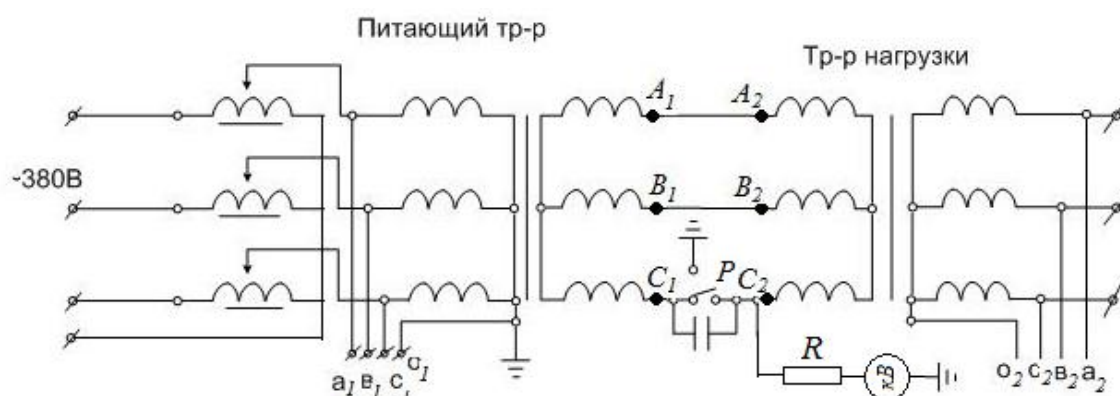 Питающий тр-р
Тр-р нагрузки
A1 A2
~380В
B1 B2
C1 P C2
R
кВ
a1 в1 c1 o1
o2 c2 в2 a2